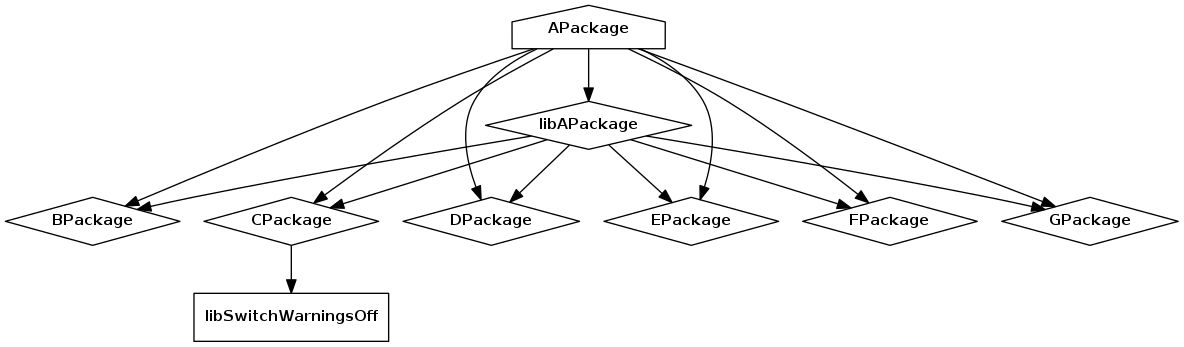 APackage
libAPackage
BPackage
CPackage
DPackage
EPackage
FPackage
GPackage
libSwitchWarningsOff